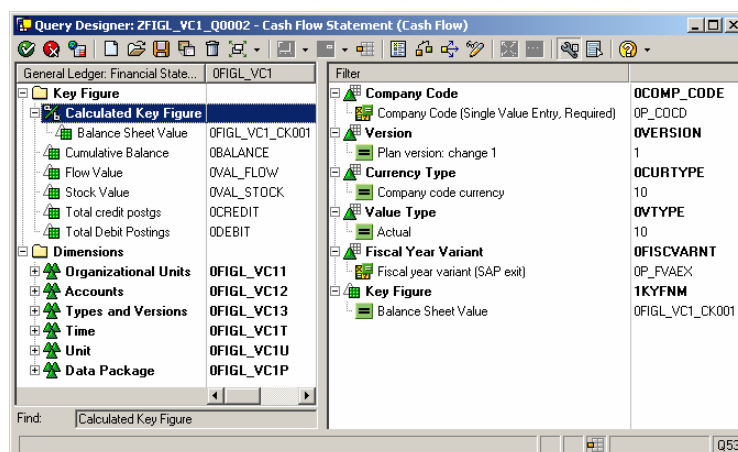 Query Designer: ZFIGL_VC1_Q0002 - Cash Flow Statement (Cash Flow)
General Ledger: Financial State... 0FIGL_VC1
Key Figure
Calculated Key Figure
Balance Sheet Value 0FIGL_VC1_CK001
Cumulative Balance 0BALANCE
Flow Value 0VAL_FLOW
Stock Value 0VAL_STOCK
Total credit postgs 0CREDIT
Total Debit Postings 0DEBIT
Dimensions
Organizational Units 0FIGL_VC11
Accounts 0FIGL_VC12
Types and Versions 0FIGL_VC13
Time 0FIGL_VC1T
Unit 0FIGL_VC1U
Data Package 0FIGL_VC1P
Find: Calculated Key Figure
Filter
Company Code 0COMP_CODE
Company Code (Single Value Entry, Required) 0P_COCD
Version 0VERSION
Plan version: change 1 1
Currency Type 0CURTYPE
Company code currency 10
Value Type 0VTYPE
Actual 10
Fiscal Year Variant 0FISCVARNT
Fiscal year variant (SAP exit) 0P_FVAEX
Key Figure 1KYFNM
Balance Sheet Value 0FIGL_VC1_CK001
Q53